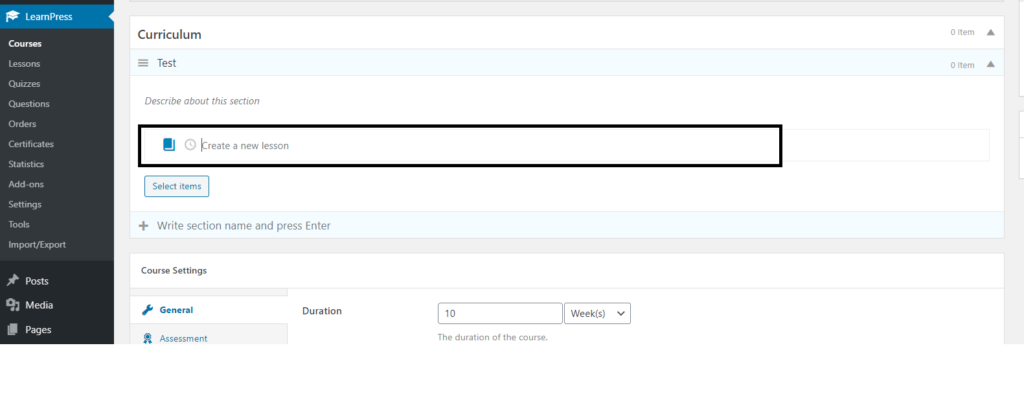 LearnPress
Courses
Lessons
Quizzes
Questions
Orders
Certificates
Statistics
Add-ons
Settings
Tools
Import/Export
Posts
Media
Pages
Curriculum
0 Item
Test
0 Item
Describe about this section
Create a new lesson
Select items
Write section name and press Enter
Course Settings
General
Assessment
Duration
10
Week(s)
The duration of the course.